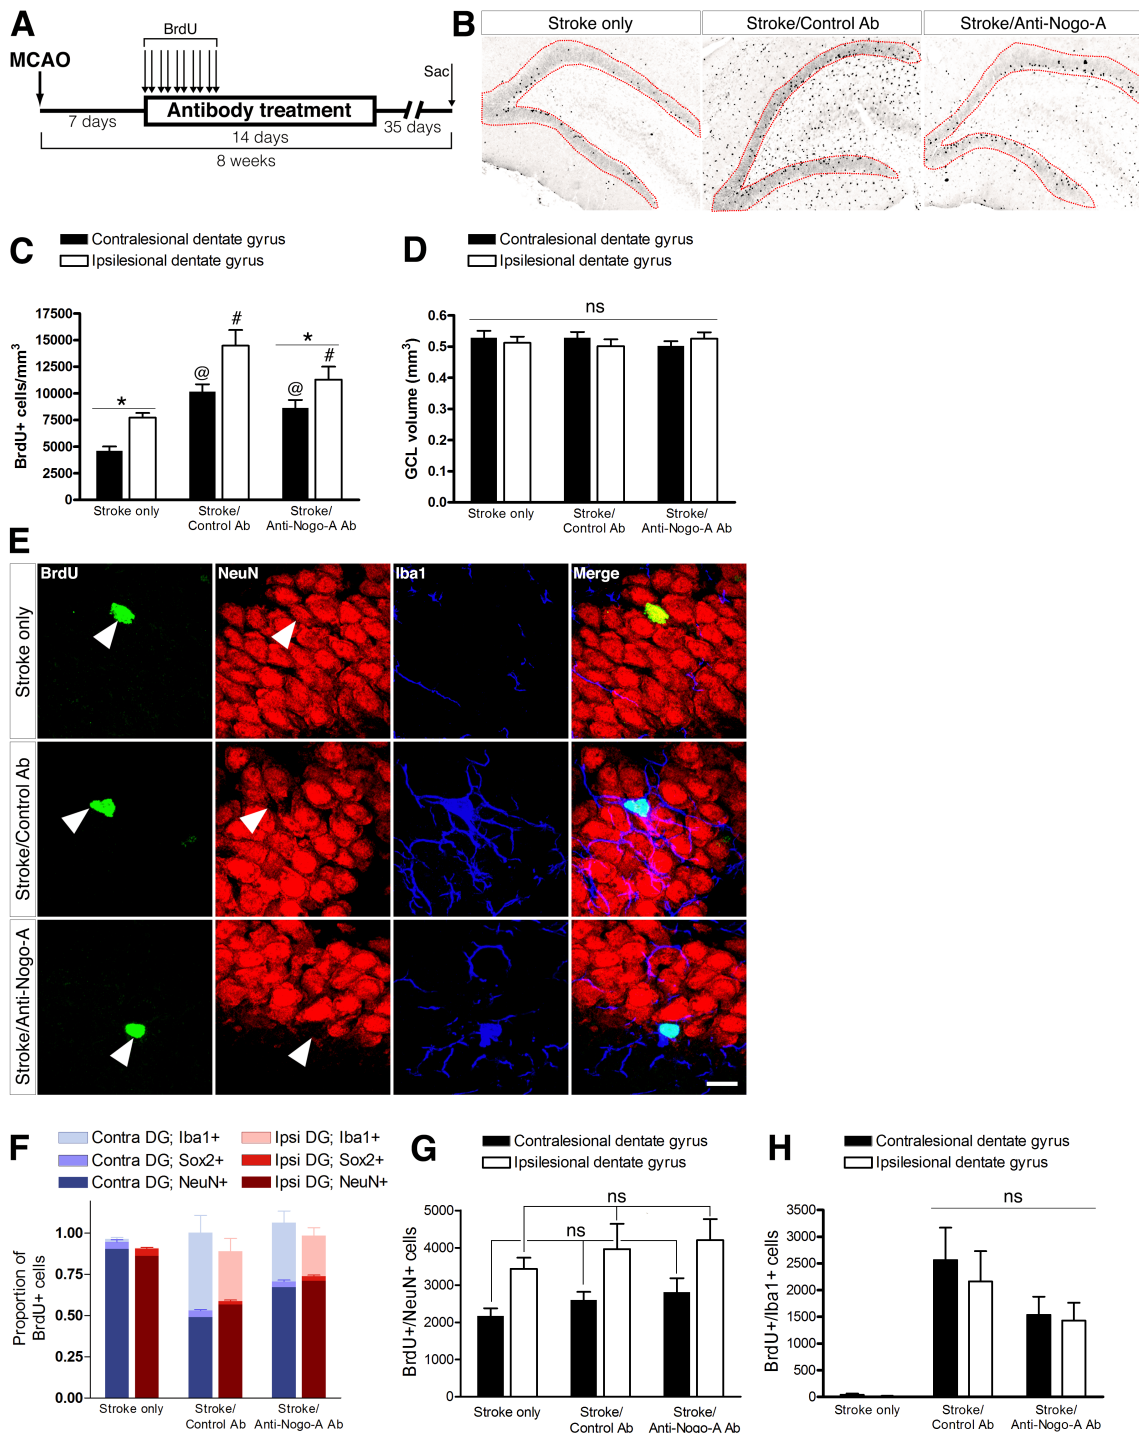 A
BrdU
MCAO
Sac
Antibody treatment
7 days
35 days
14 days
8 weeks
B
Stroke only
Stroke/Control Ab
Stroke/Anti-Nogo-A
C
Contralesional dentate gyrus
Ipsilesional dentate gyrus
BrdU+ cells/mm³
17500
15000
12500
10000
7500
5000
2500
0
*
@
#
@
*
#
Stroke only
Stroke/
Control Ab
Stroke/
Anti-Nogo-A Ab
D
Contralesional dentate gyrus
Ipsilesional dentate gyrus
GCL volume (mm³)
0.6
0.5
0.4
0.3
0.2
0.1
0.0
ns
Stroke only
Stroke/
Control Ab
Stroke/
Anti-Nogo-A Ab
E
BrdU
NeuN
Iba1
Merge
Stroke only
Stroke/Control Ab
Stroke/Anti-Nogo-A
F
Contra DG; Iba1+
Contra DG; Sox2+
Contra DG; NeuN+
Ipsi DG; Iba1+
Ipsi DG; Sox2+
Ipsi DG; NeuN+
Proportion of
BrdU+ cells
1.00
0.75
0.50
0.25
0.00
Stroke only
Stroke/
Control Ab
Stroke/
Anti-Nogo-A Ab
G
Contralesional dentate gyrus
Ipsilesional dentate gyrus
BrdU+/NeuN+ cells
5000
4000
3000
2000
1000
0
ns
ns
Stroke only
Stroke/
Control Ab
Stroke/
Anti-Nogo-A Ab
H
Contralesional dentate gyrus
Ipsilesional dentate gyrus
BrdU+/Iba1+ cells
3500
3000
2500
2000
1500
1000
500
0
ns
Stroke only
Stroke/
Control Ab
Stroke/
Anti-Nogo-A Ab